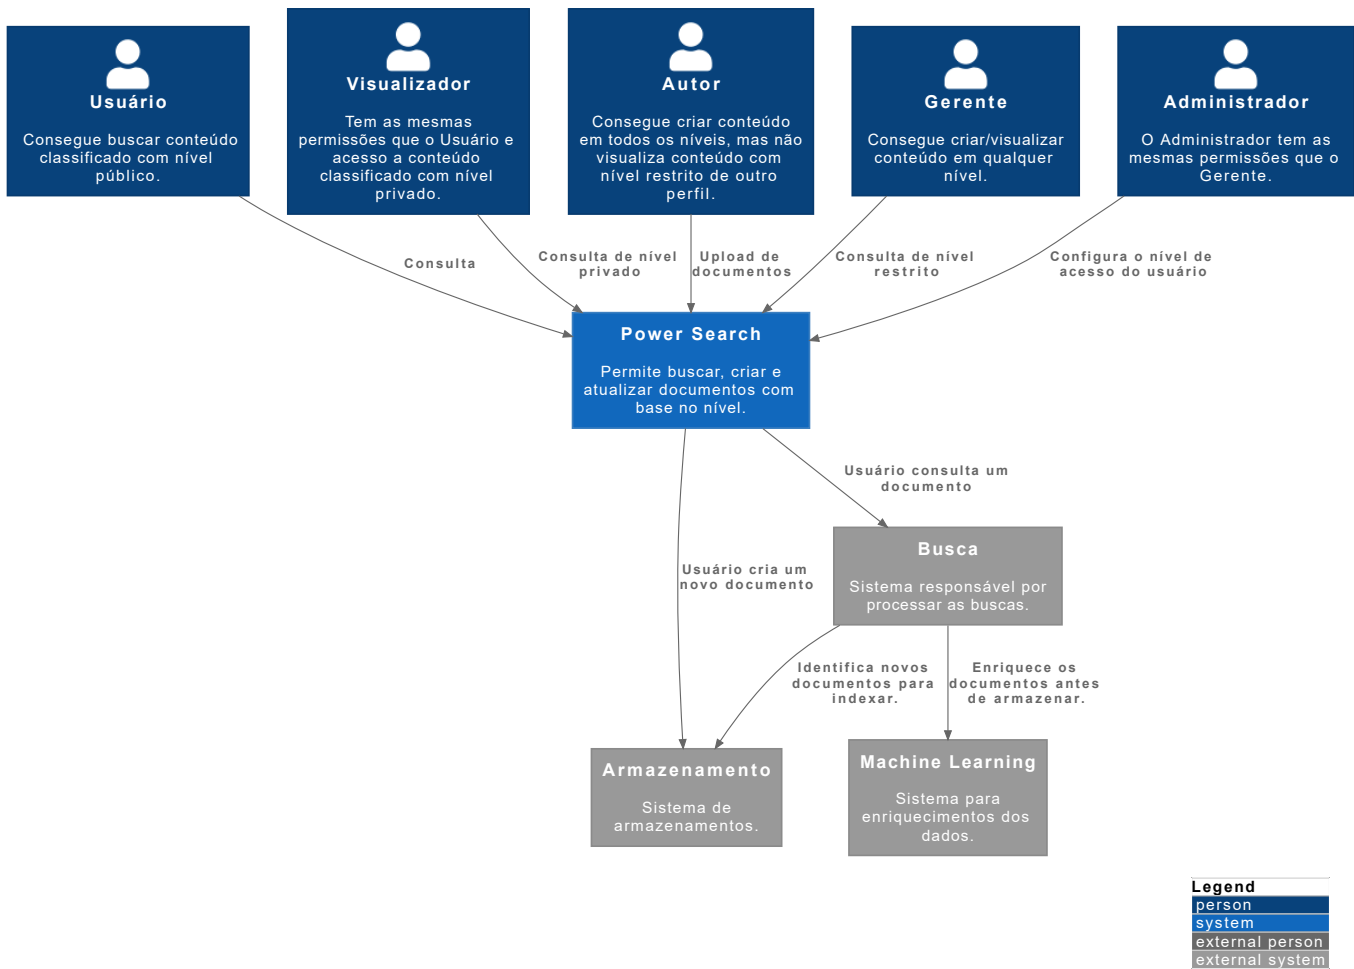 Usuário
Consegue buscar conteúdo
classificado com nível
público.
Visualizador
Tem as mesmas
permissões que o Usuário e
acesso a conteúdo
classificado com nível
privado.
Autor
Consegue criar conteúdo
em todos os níveis, mas não
visualiza conteúdo com
nível restrito de outro
perfil.
Gerente
Consegue criar/visualizar
conteúdo em qualquer
nível.
Administrador
O Administrador tem as
mesmas permissões que o
Gerente.
Consulta
Consulta de nível
privado
Upload de
documentos
Consulta de nível
restrito
Configura o nível de
acesso do usuário
Power Search
Permite buscar, criar e
atualizar documentos com
base no nível.
Usuário consulta um
documento
Usuário cria um
novo documento
Busca
Sistema responsável por
processar as buscas.
Identifica novos
documentos para
indexar.
Enriquece os
documentos antes
de armazenar.
Armazenamento
Sistema de
armazenamentos.
Machine Learning
Sistema para
enriquecimentos dos
dados.
Legend
person
system
external person
external system